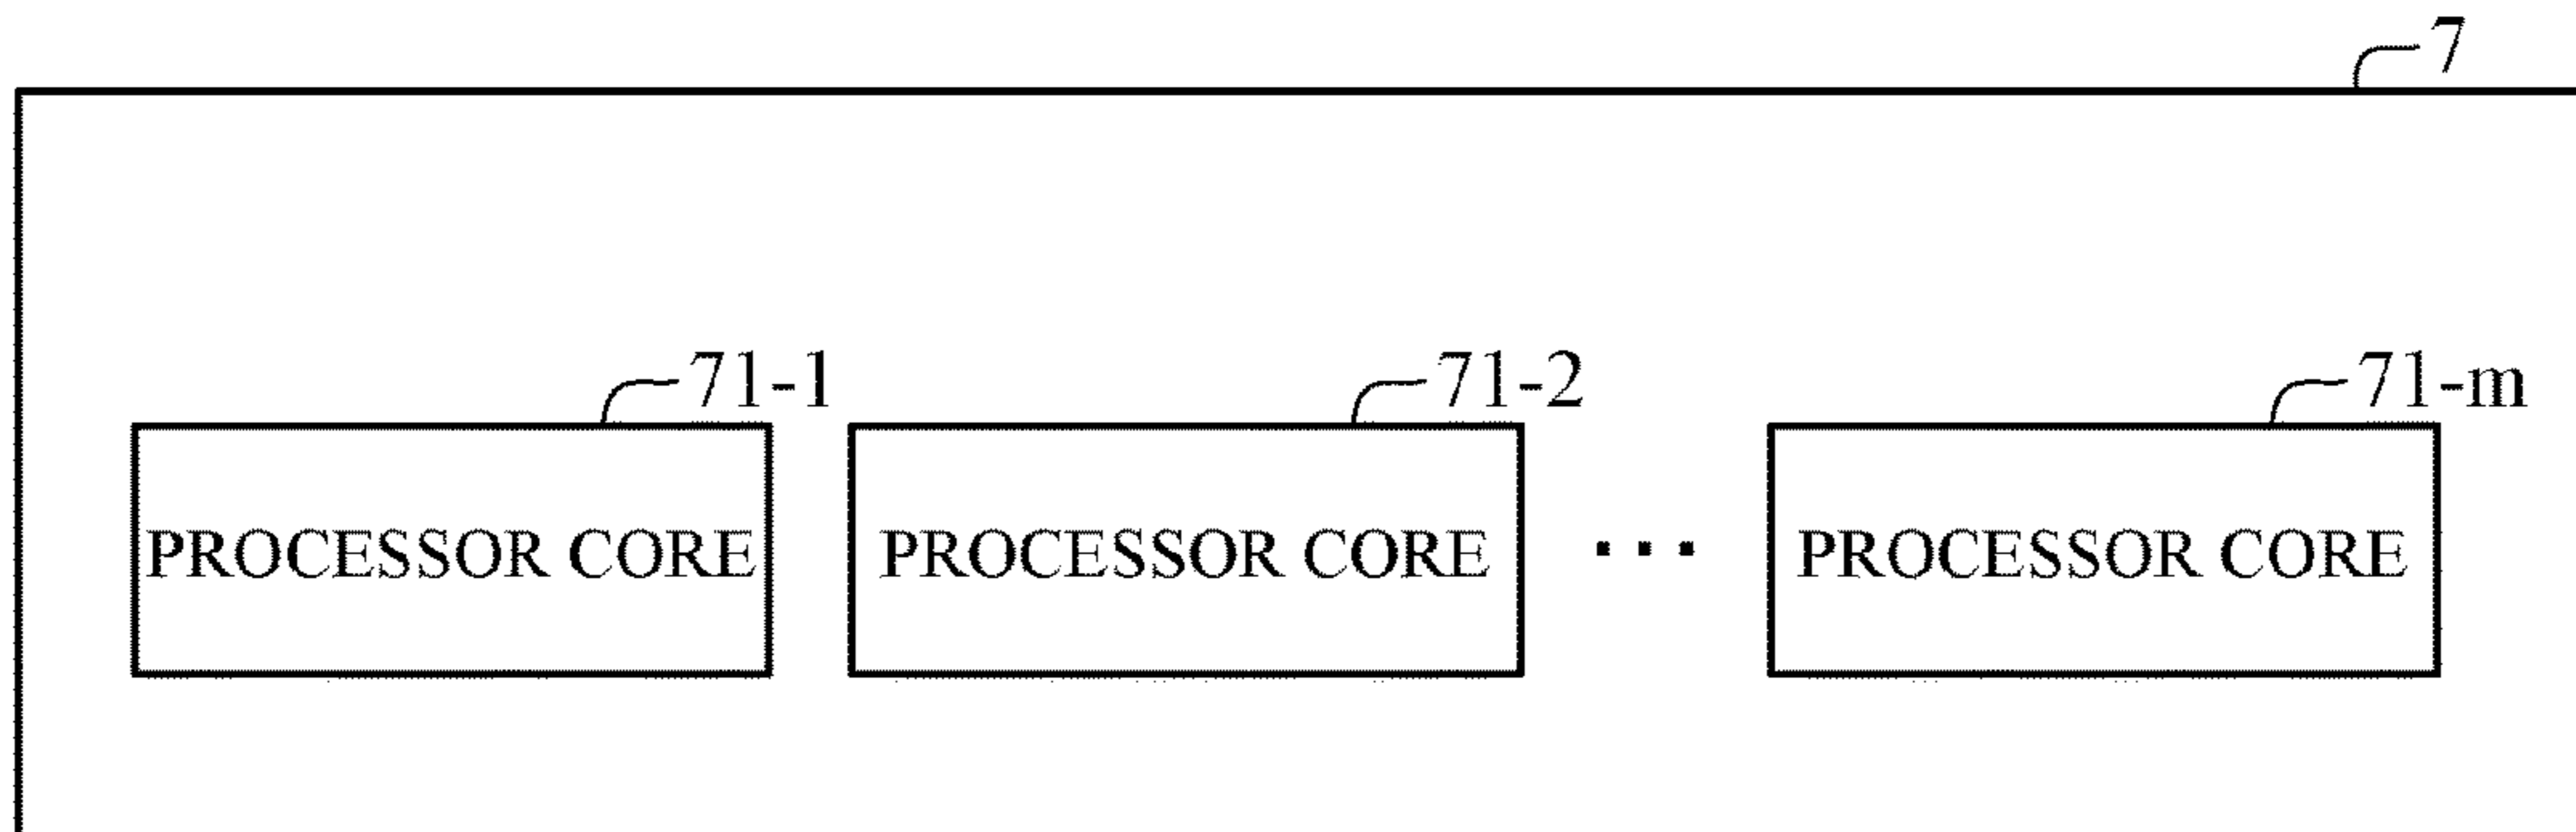 7
71-1 71-2 71-m
PROCESSOR CORE PROCESSOR CORE ... PROCESSOR CORE